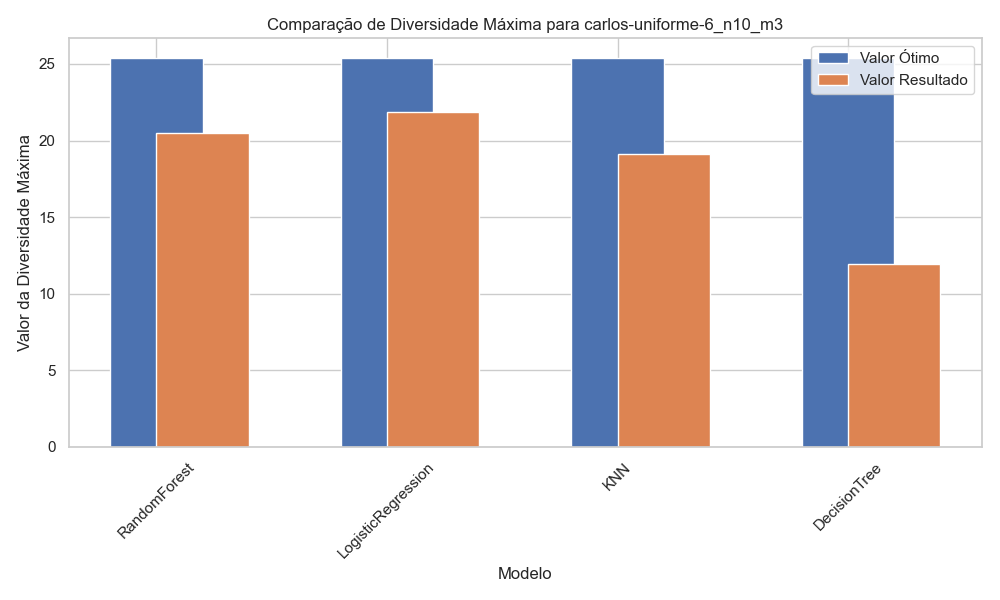 Comparação de Diversidade Máxima para carlos-uniforme-6_n10_m3
Valor Ótimo
Valor Resultado
Valor da Diversidade Máxima
25
20
15
10
5
0
RandomForest
LogisticRegression
KNN
DecisionTree
Modelo